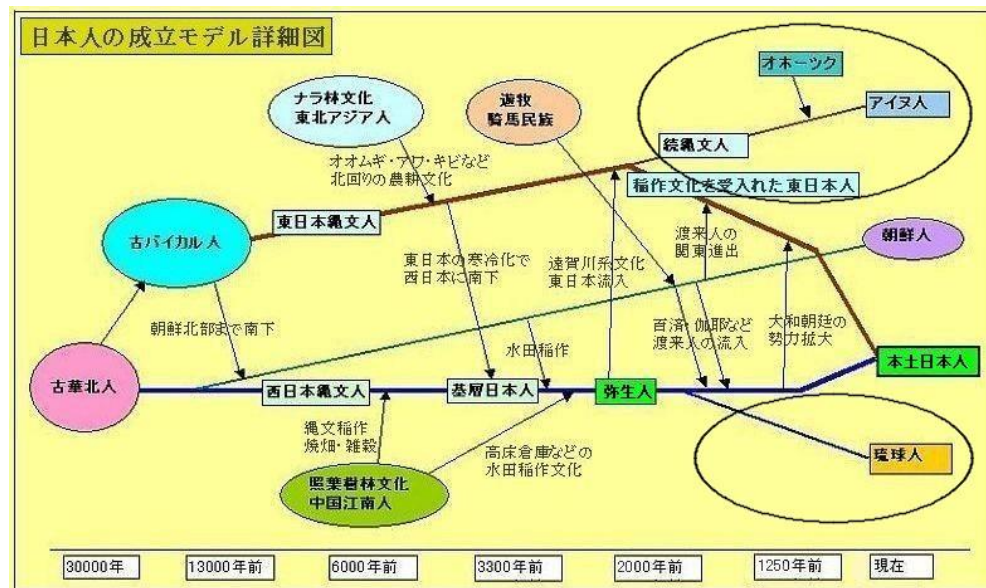 日本人の成立モデル詳細図
オホーツク
アイヌ人
ナラ林文化
東北アジア人
遊牧
騎馬民族
続縄文人
オオムギ・アワ・キビなど
北回りの農耕文化
稲作文化を受入れた東日本人
東日本縄文人
古バイカル人
朝鮮人
渡来人の
関東進出
東日本の寒冷化で
西日本に南下
遠賀川系文化
東日本流入
朝鮮北部まで南下
百済・伽耶など
渡来人の流入
大和朝廷の
勢力拡大
水田稲作
本土日本人
古華北人
西日本縄文人
基層日本人
弥生人
縄文稲作
焼畑・雑穀
高床倉庫などの
水田稲作文化
琉球人
照葉樹林文化
中国江南人
30000年
13000年前
6000年前
3300年前
2000年前
1250年前
現在